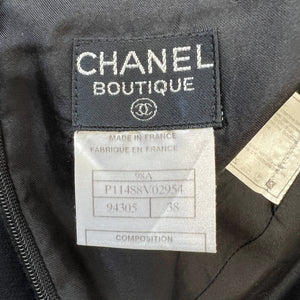 CHANEL
BOUTIQUE
MADE IN FRANCE
FABRIQUE EN FRANCE
98A
P11488V02954
94305 38
COMPOSITION